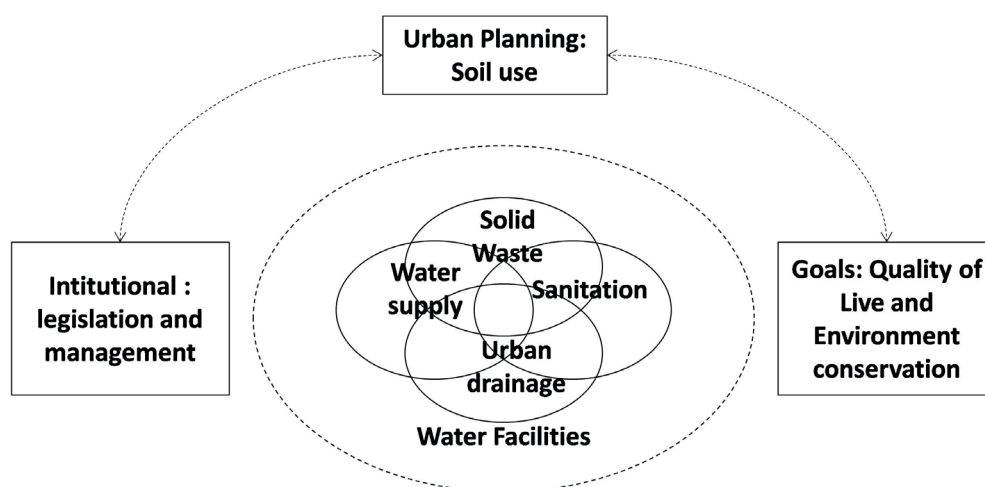 Urban Planning:
Soil use
Intitutional :
legislation and
management
Solid
Waste
Water
supply
Sanitation
Urban
drainage
Water Facilities
Goals: Quality of
Live and
Environment
conservation